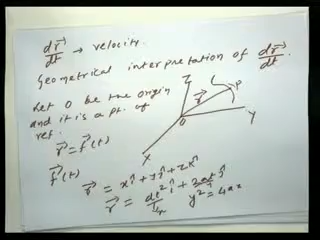 dr⃗/dt → velocity.
Geometrical interpretation of dr⃗/dt.
Let O be the origin
and it is a pt. of
ref.
r⃗ = f⃗(t)
f⃗(t)
Z
r⃗
P
O
Y
X
r⃗ = xî + yĵ + zk̂
r⃗ = at² î + 2at ĵ
y² = 4ax